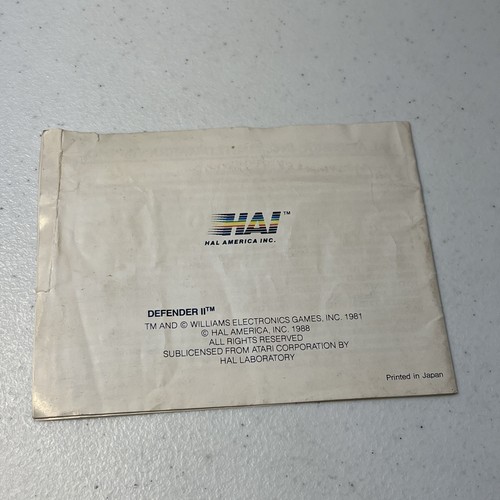 HAL™
HAL AMERICA INC.
DEFENDER II™
TM AND © WILLIAMS ELECTRONICS GAMES, INC. 1981
© HAL AMERICA, INC. 1988
ALL RIGHTS RESERVED
SUBLICENSED FROM ATARI CORPORATION BY
HAL LABORATORY
Printed in Japan